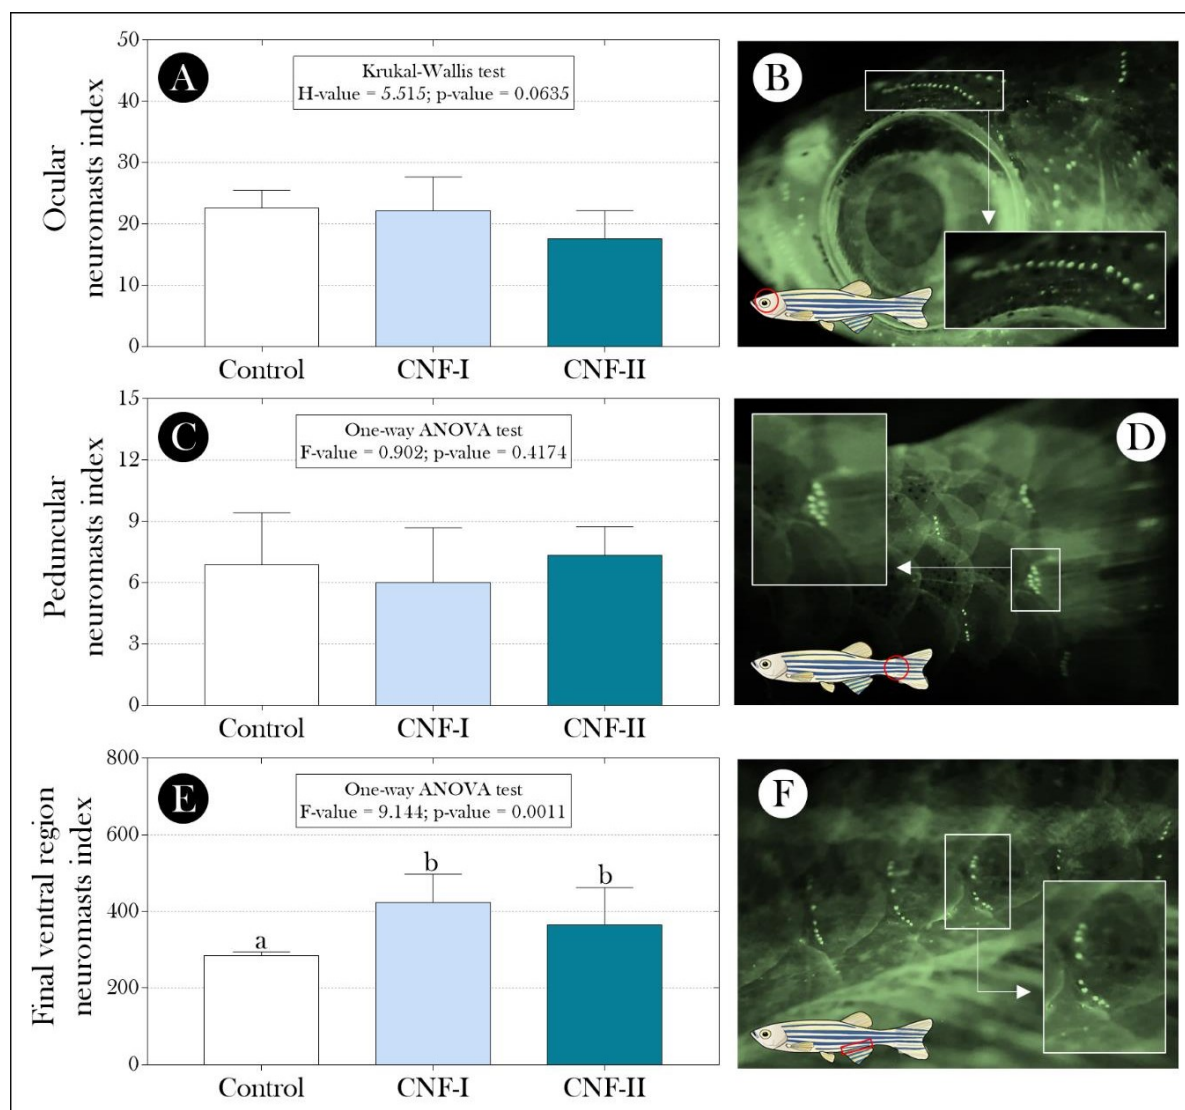 A
Krukal-Wallis test
H-value = 5.515; p-value = 0.0635
Ocular
neuromasts index
50
40
30
20
10
0
Control CNF-I CNF-II
B
C
One-way ANOVA test
F-value = 0.902; p-value = 0.4174
Peduncular
neuromasts index
15
12
9
6
3
0
Control CNF-I CNF-II
D
E
One-way ANOVA test
F-value = 9.144; p-value = 0.0011
Final ventral region
neuromasts index
800
600
400
200
0
a
b
b
Control CNF-I CNF-II
F